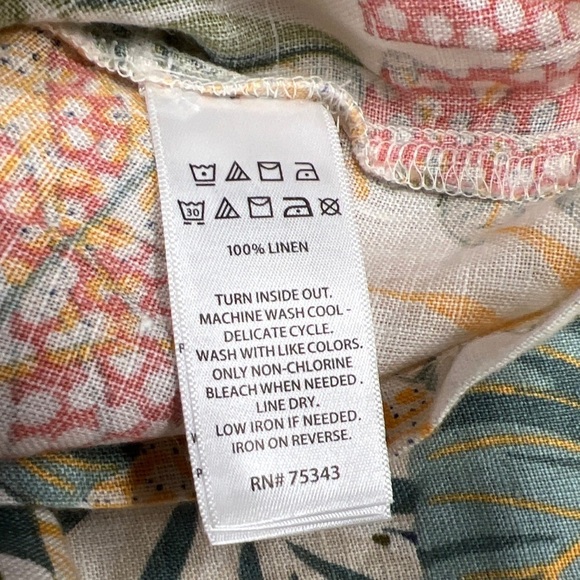 30
100% LINEN
TURN INSIDE OUT.
MACHINE WASH COOL -
DELICATE CYCLE.
WASH WITH LIKE COLORS.
ONLY NON-CHLORINE
BLEACH WHEN NEEDED.
LINE DRY.
LOW IRON IF NEEDED.
IRON ON REVERSE.
RN# 75343